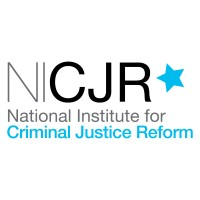 NICJR
National Institute for
Criminal Justice Reform